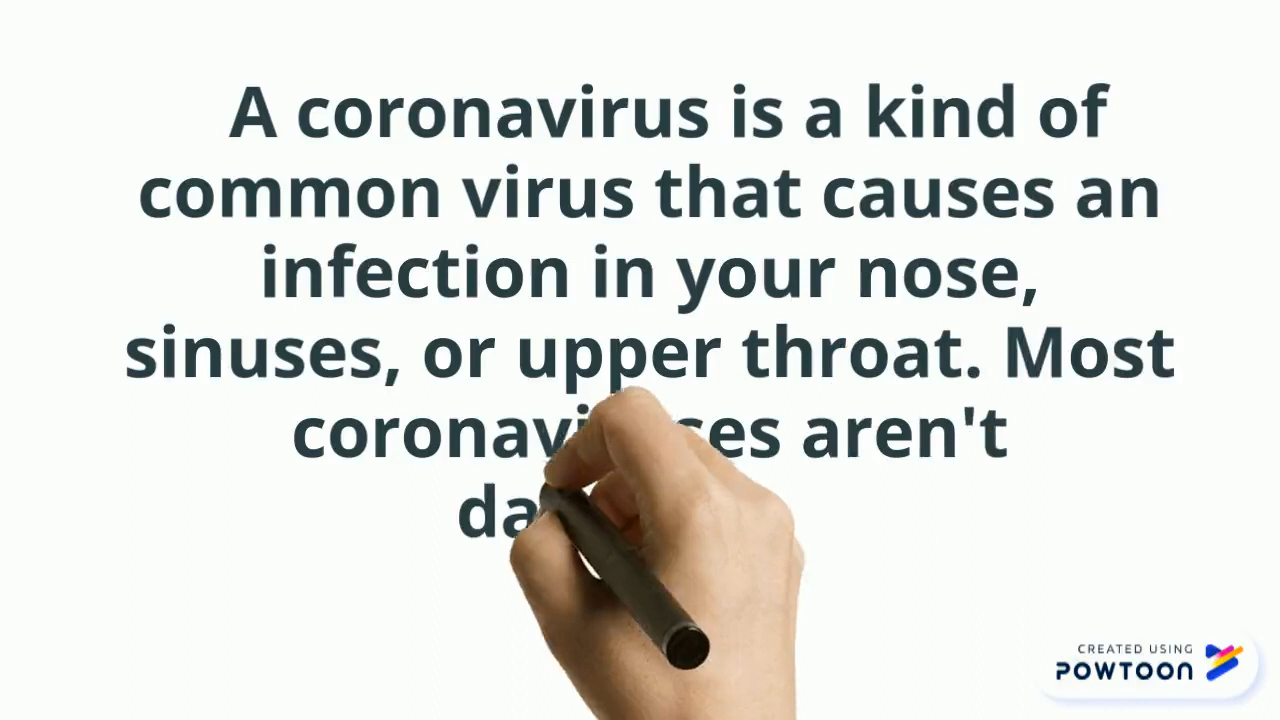 A coronavirus is a kind of
common virus that causes an
infection in your nose,
sinuses, or upper throat. Most
aren't
CREATED USING
POWTOON